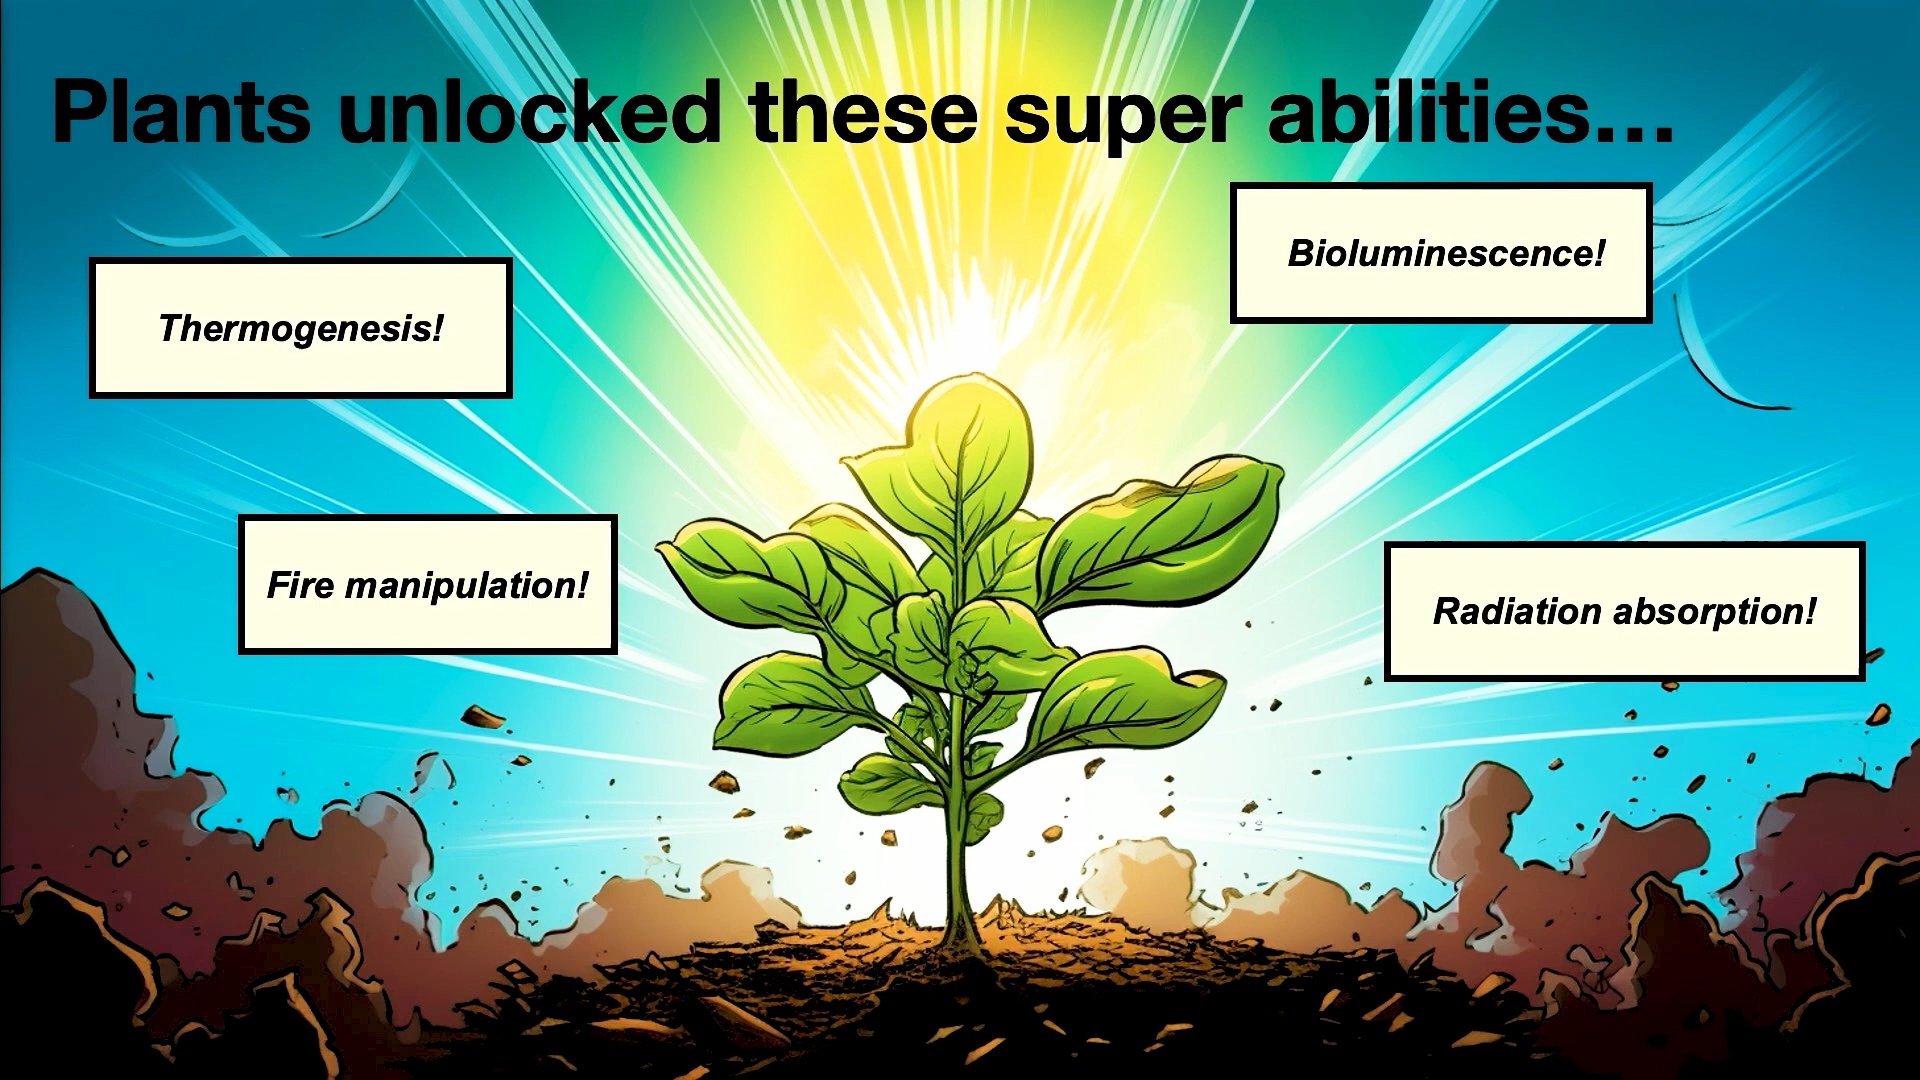 Plants unlocked these super abilities...
Bioluminescence!
Thermogenesis!
Fire manipulation!
Radiation absorption!